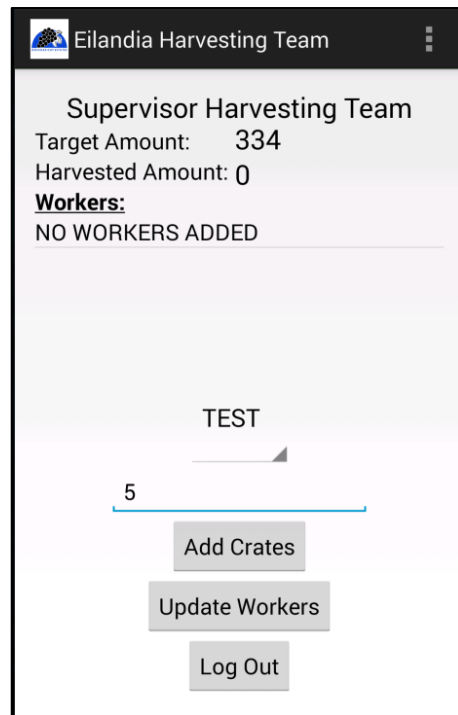 Eilandia Harvesting Team
Supervisor Harvesting Team
Target Amount: 334
Harvested Amount: 0
Workers:
NO WORKERS ADDED
TEST
5
Add Crates
Update Workers
Log Out